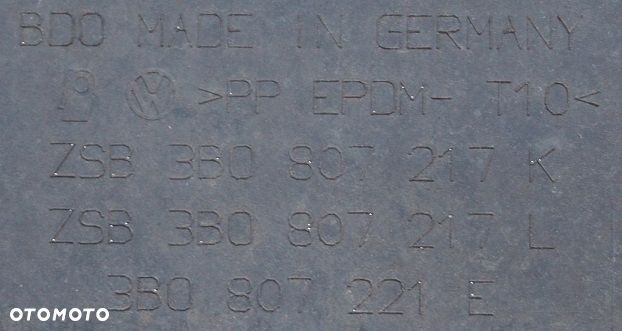 BDO MADE IN GERMANY
>PP EPDM- T10<
ZSB 3B0 807 217 K
ZSB 3B0 807 217 L
3B0 807 221 E
OTOMOTO